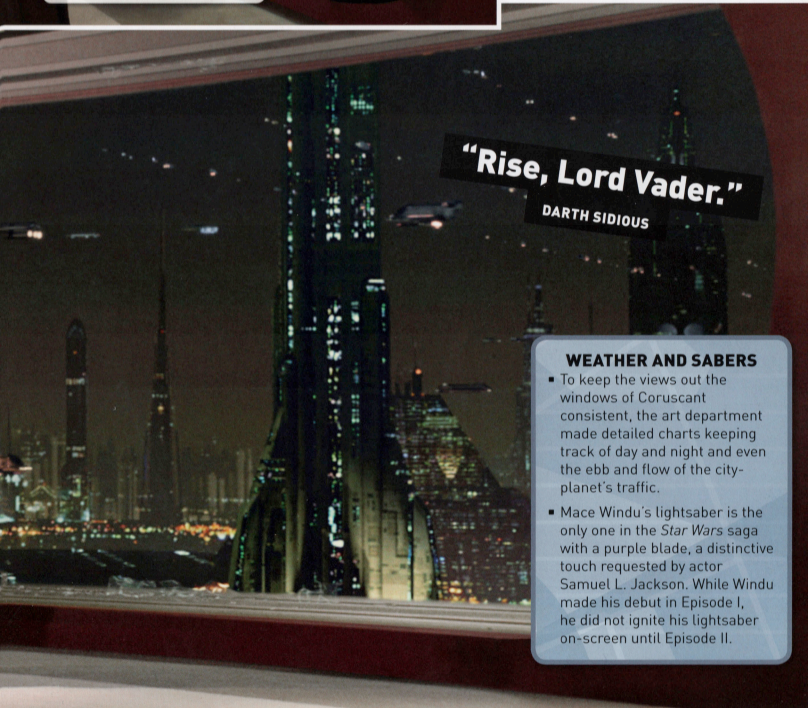 “Rise, Lord Vader.”
DARTH SIDIOUS
WEATHER AND SABERS
▪ To keep the views out the
windows of Coruscant
consistent, the art department
made detailed charts keeping
track of day and night and even
the ebb and flow of the city-
planet’s traffic.
▪ Mace Windu’s lightsaber is the
only one in the Star Wars saga
with a purple blade, a distinctive
touch requested by actor
Samuel L. Jackson. While Windu
made his debut in Episode I,
he did not ignite his lightsaber
on-screen until Episode II.